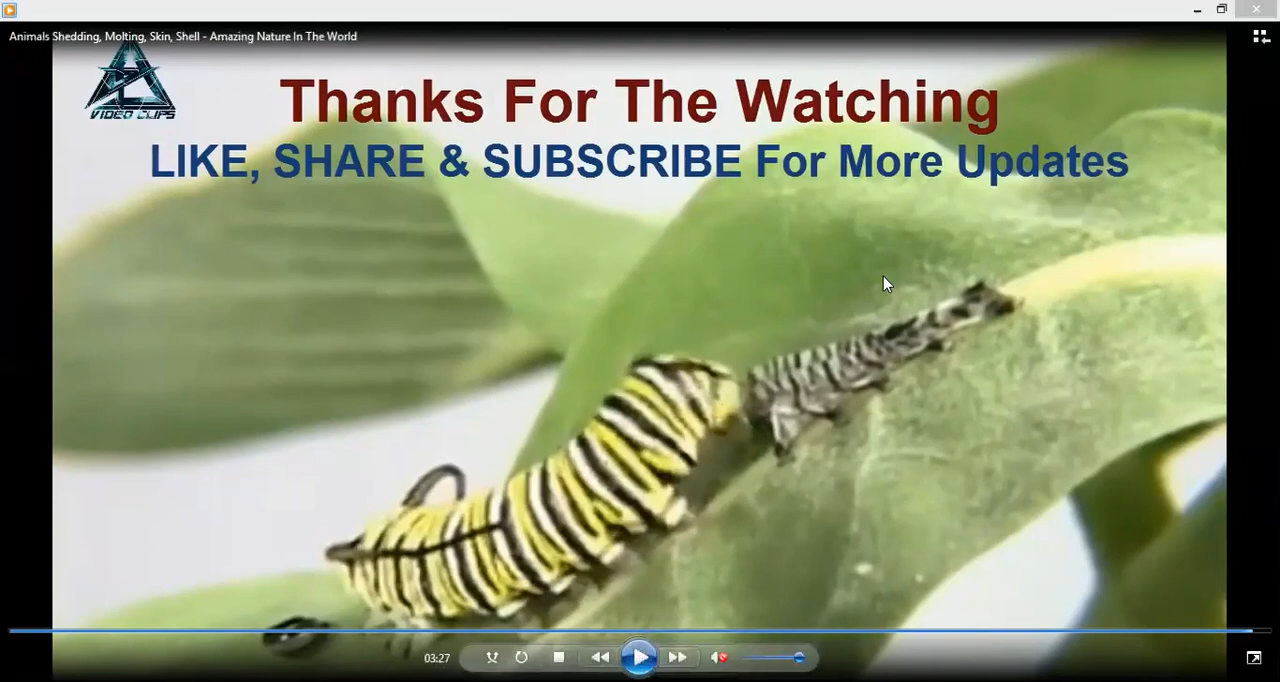 Animals Shedding, Molting, Skin, Shell - Amazing Nature In The World
VIDEO CLIPS
Thanks For The Watching
LIKE, SHARE & SUBSCRIBE For More Updates
03:27